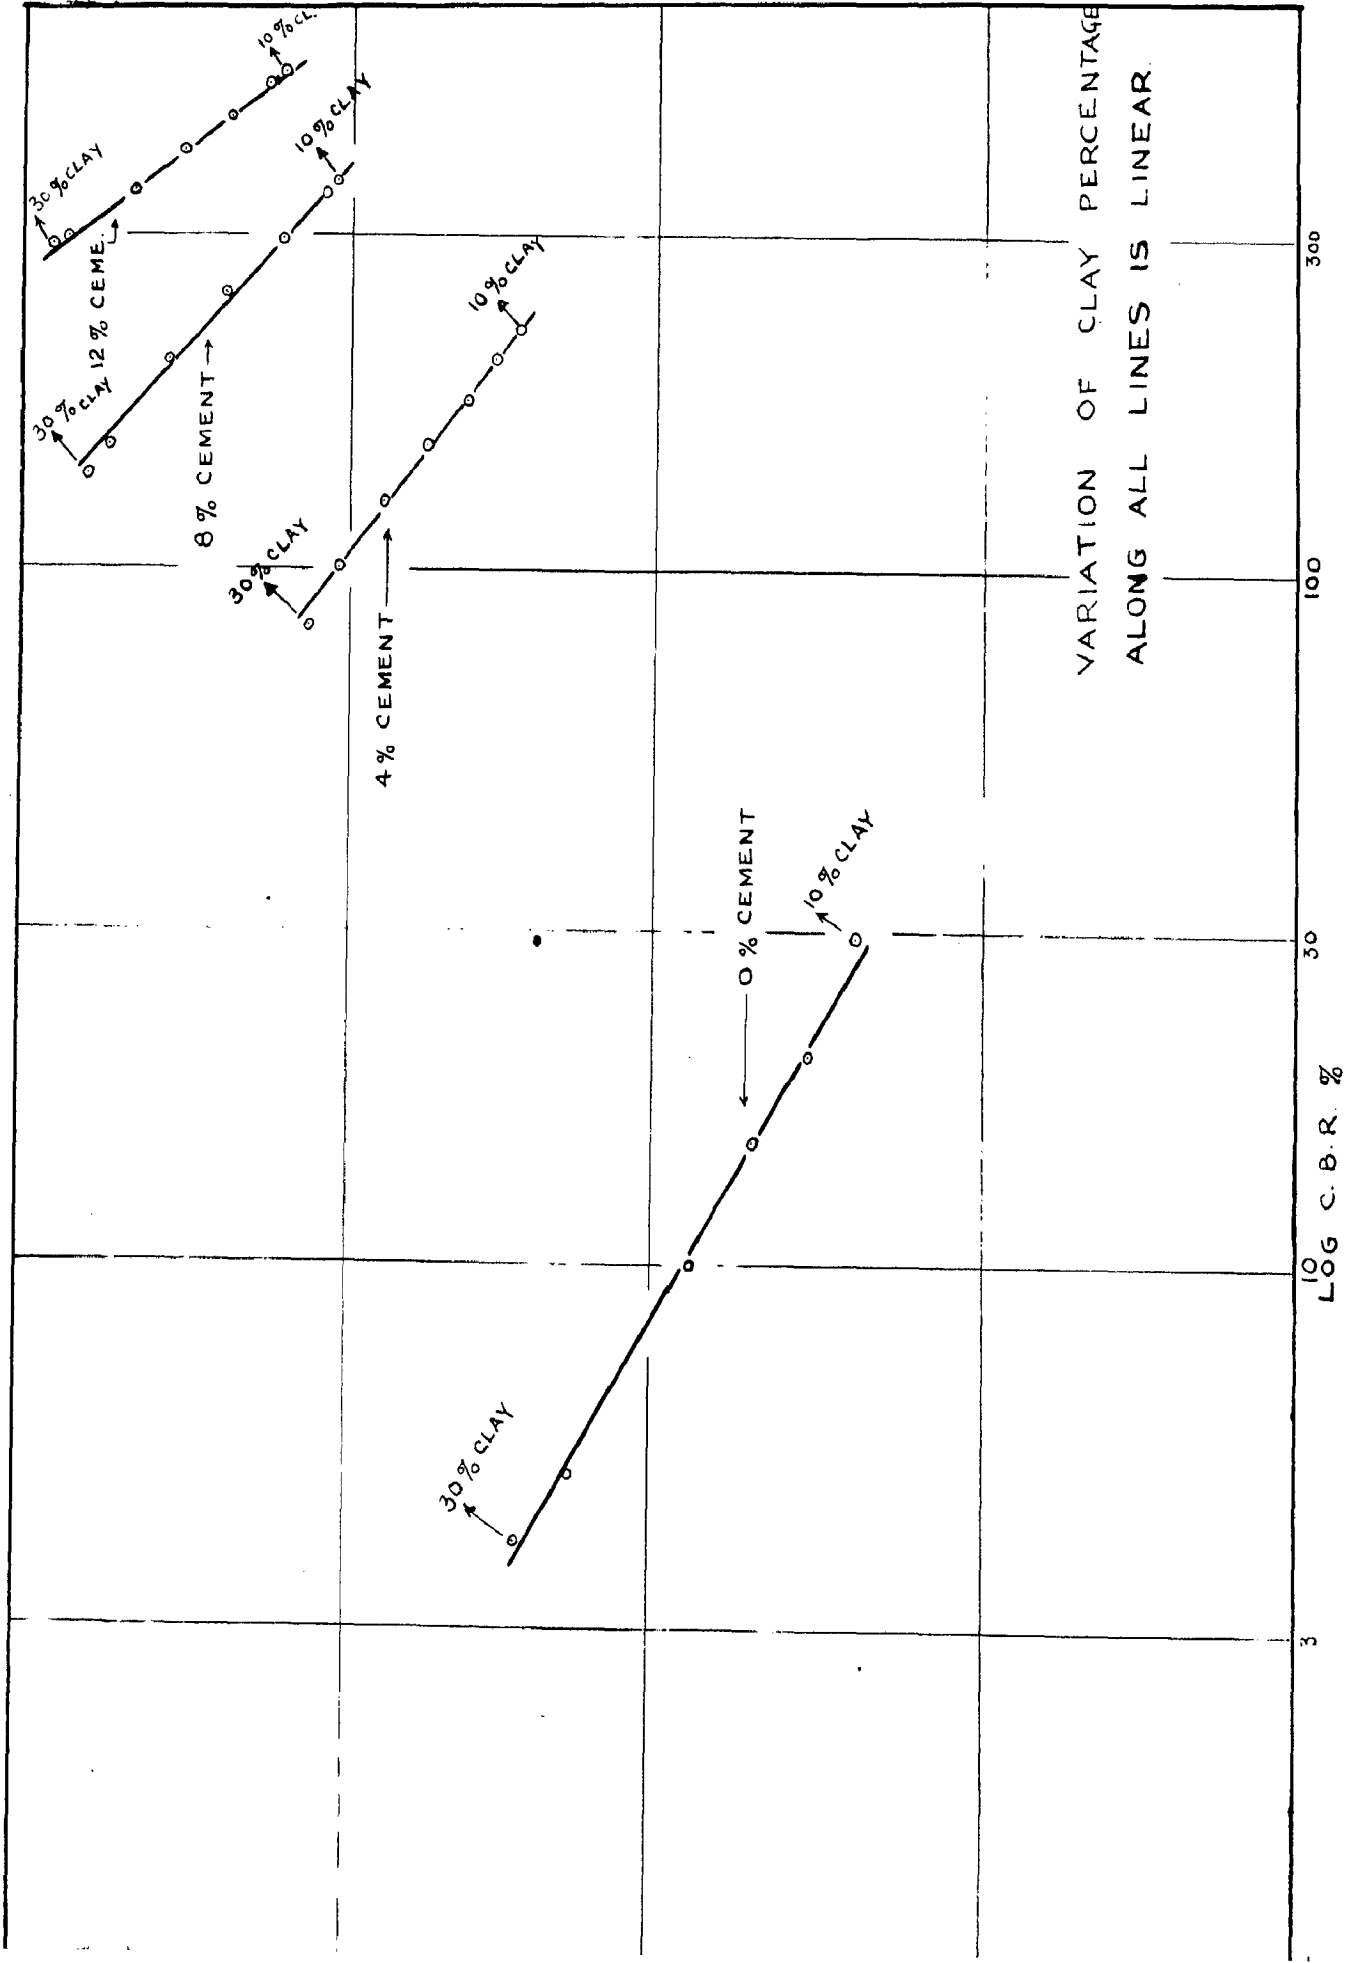 30%CLAY
12% CEME.
10%CL.
30%CLAY
8% CEMENT
10%CLAY
30%CLAY
4% CEMENT
10%CLAY
30%CLAY
0% CEMENT
10%CLAY
VARIATION OF CLAY PERCENTAGE
ALONG ALL LINES IS LINEAR.
3
10
30
100
300
LOG C.B.R. %